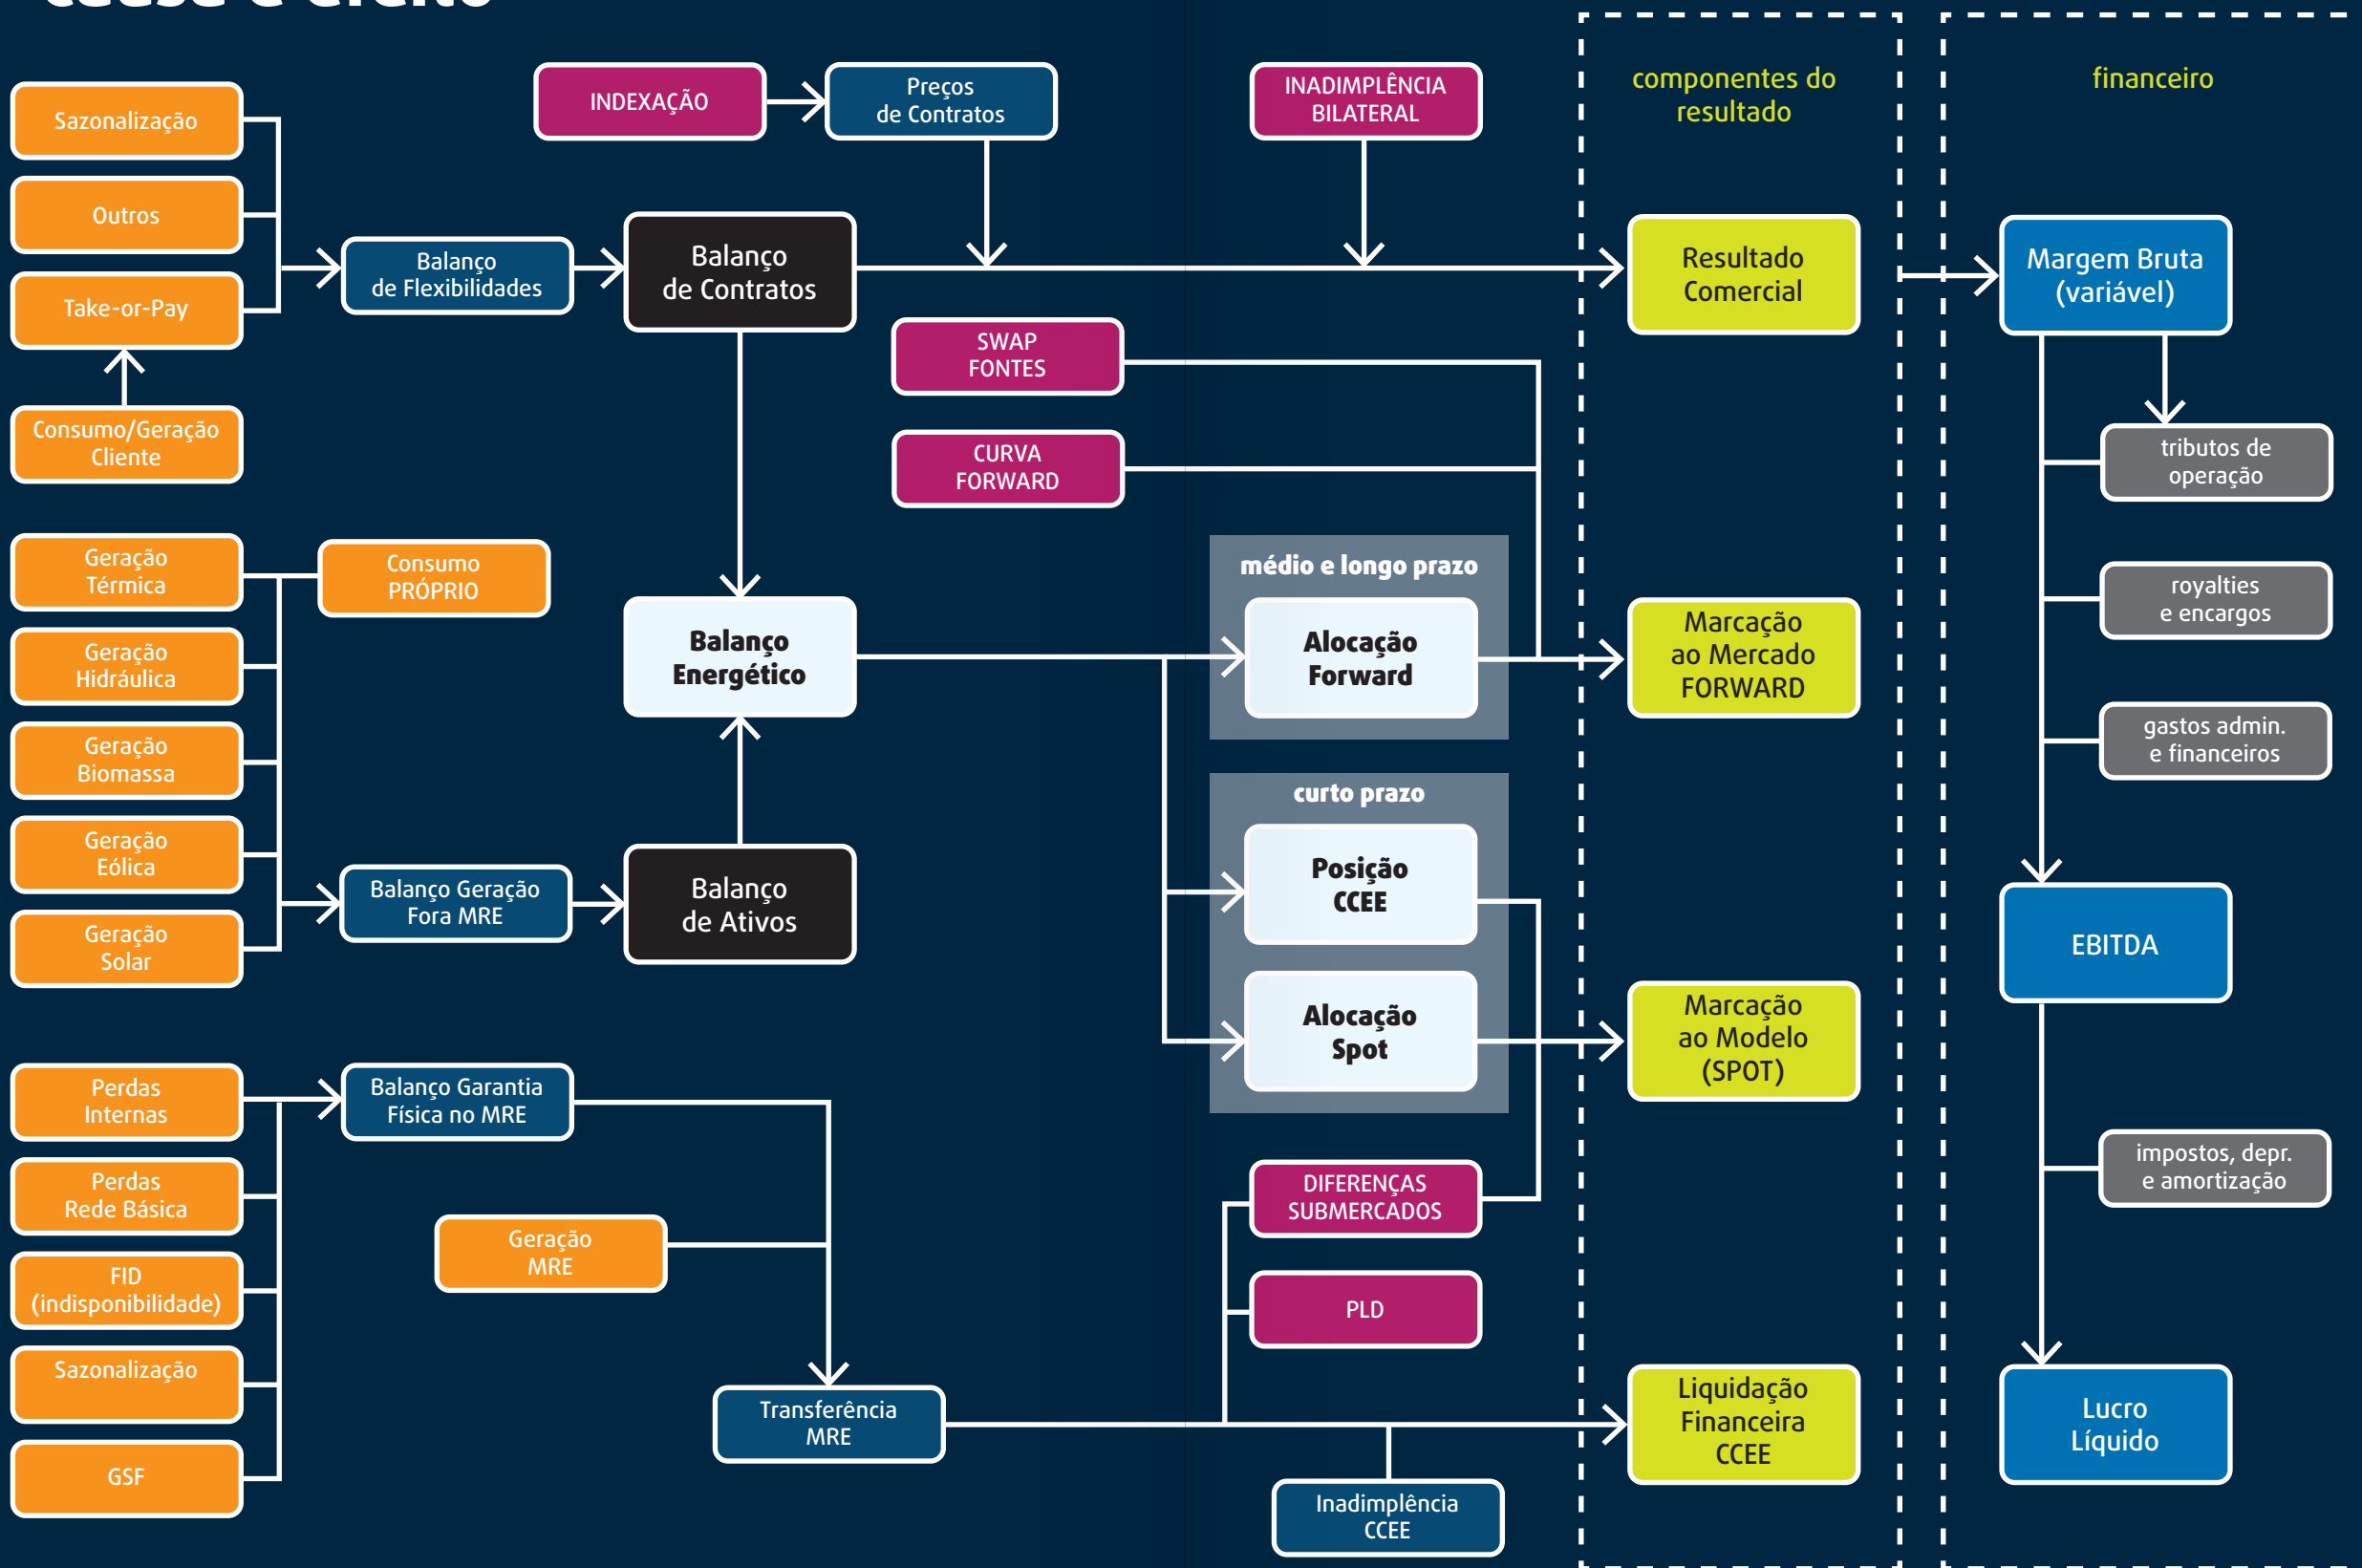 causa e efeito
componentes do
resultado
financeiro
INDEXAÇÃO
Preços
de Contratos
INADIMPLÊNCIA
BILATERAL
Sazonalização
Outros
Take-or-Pay
Consumo/Geração
Cliente
Balanço
de Flexibilidades
Balanço
de Contratos
Resultado
Comercial
Margem Bruta
(variável)
SWAP
FONTES
CURVA
FORWARD
tributos de
operação
royalties
e encargos
gastos admin.
e financeiros
Geração
Térmica
Consumo
PRÓPRIO
Geração
Hidráulica
Geração
Biomassa
Geração
Eólica
Geração
Solar
Balanço Geração
Fora MRE
Balanço
Energético
Balanço
de Ativos
médio e longo prazo
Alocação
Forward
Marcação
ao Mercado
FORWARD
curto prazo
Posição
CCEE
Alocação
Spot
Marcação
ao Modelo
(SPOT)
EBITDA
Perdas
Internas
Balanço Garantia
Física no MRE
Perdas
Rede Básica
FID
(indisponibilidade)
Sazonalização
GSF
Geração
MRE
Transferência
MRE
DIFERENÇAS
SUBMERCADOS
PLD
Inadimplência
CCEE
Liquidação
Financeira
CCEE
impostos, depr.
e amortização
Lucro
Líquido